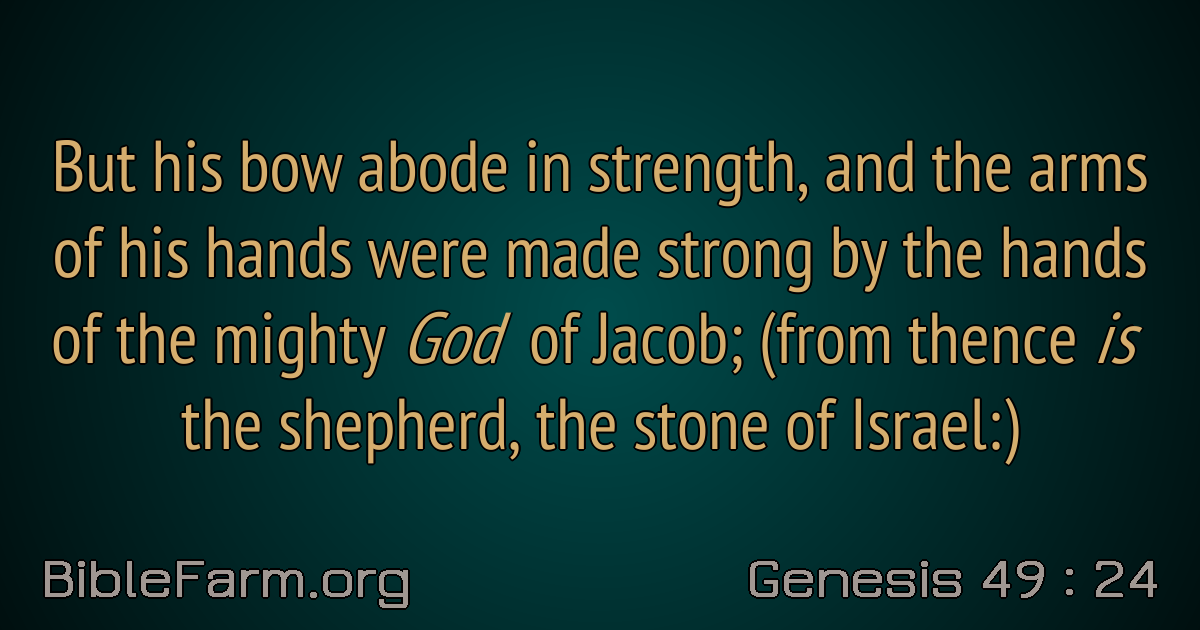 But his bow abode in strength, and the arms
of his hands were made strong by the hands
of the mighty God of Jacob; (from thence is
the shepherd, the stone of Israel:)
BibleFarm.org
Genesis 49 : 24